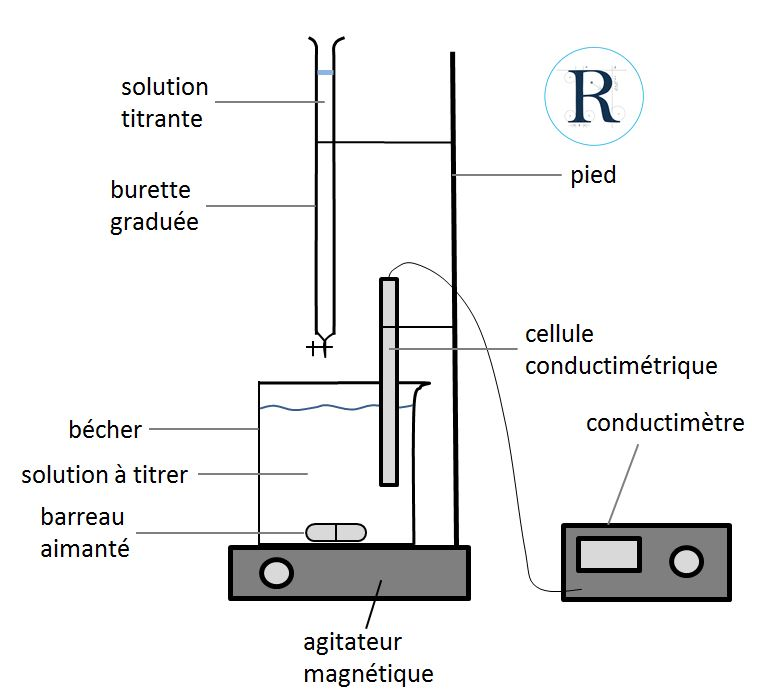 solution
titrante
R
pied
burette
graduée
cellule
conductimétrique
conductimètre
bécher
solution à titrer
barreau
aimanté
agitateur
magnétique